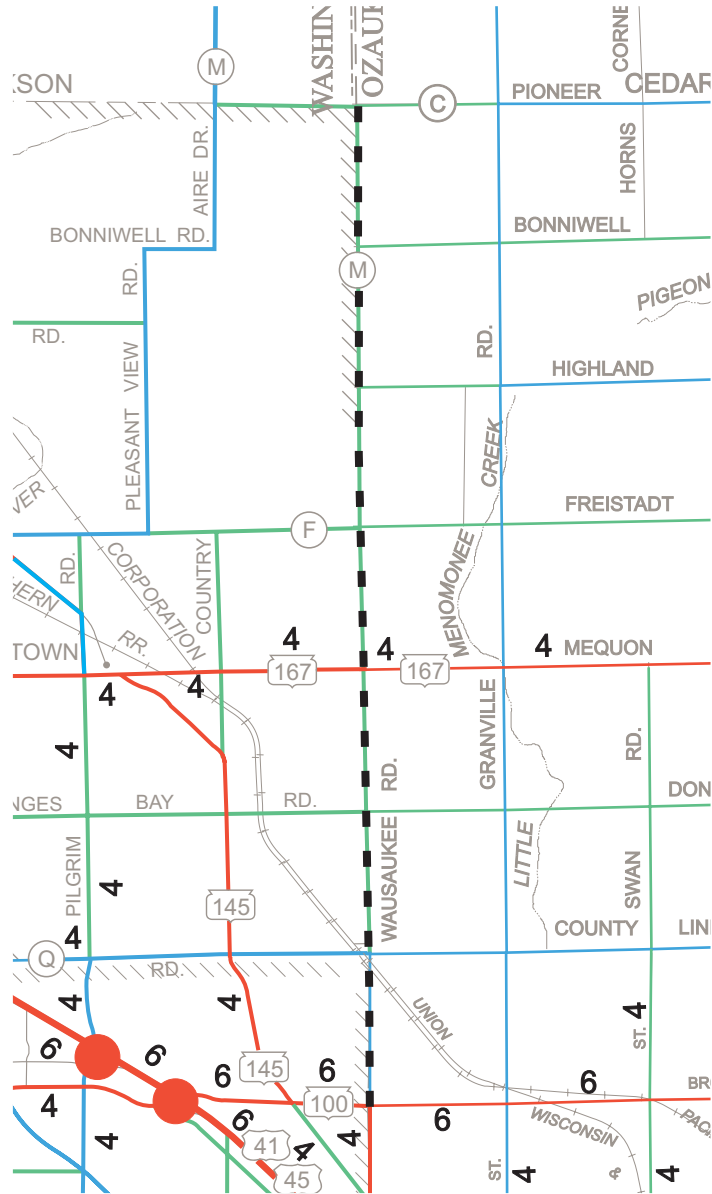 WASHIN
OZAUK
CORNE
M
KSON
C
PIONEER
CEDAR
AIRE DR.
HORNS
BONNIWELL RD.
BONNIWELL
RD.
M
PIGEON
RD.
RD.
HIGHLAND
PLEASANT VIEW
CREEK
VER
FREISTADT
F
RD.
COUNTRY
CORPORATION
MENOMONEE
HERN
RR.
TOWN
4
4
4
MEQUON
167
167
4
4
GRANVILLE
4
RD.
RD.
NGES BAY RD.
DON
PILGRIM
WAUSAUKEE
LITTLE
SWAN
4
145
4
COUNTY LIN
Q
RD.
4
4
UNION
4
ST.
6
6
145
6
6
BR
4
6
100
6
WISCONSIN
PAC
4
6
41
4
4
45
ST.
4
&
4